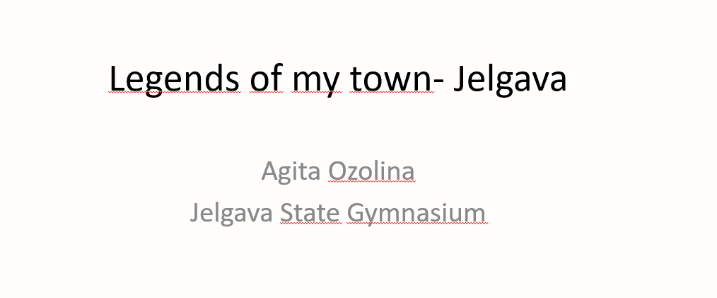 Legends of my town- Jelgava
Agita Ozolina
Jelgava State Gymnasium